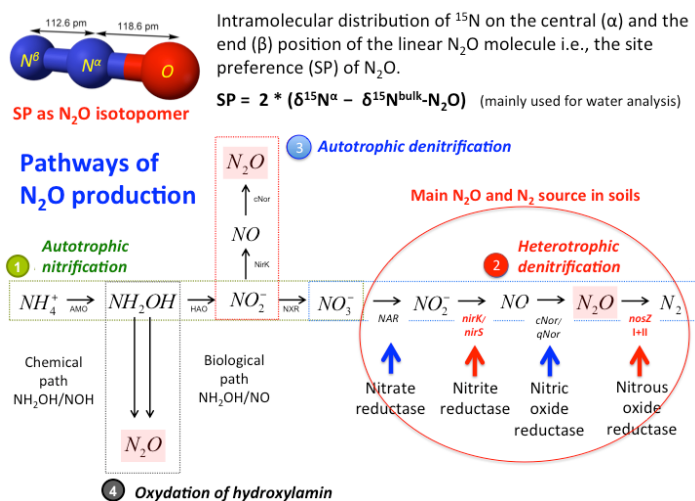 112.6 pm
118.6 pm
N^β
N^α
O
SP as N₂O isotopomer
Intramolecular distribution of ¹⁵N on the central (α) and the
end (β) position of the linear N₂O molecule i.e., the site
preference (SP) of N₂O.
SP = 2 * (δ¹⁵N^α − δ¹⁵N^bulk-N₂O) (mainly used for water analysis)
Pathways of
N₂O production
3 Autotrophic denitrification
N₂O
cNor
NO
NirK
Main N₂O and N₂ source in soils
1 Autotrophic
nitrification
2 Heterotrophic
denitrification
NH₄⁺ AMO NH₂OH HAO NO₂⁻ NXR NO₃⁻ NAR NO₂⁻ nirK/ nirS NO cNor/ qNor N₂O nosZ I+II N₂
Chemical
path
NH₂OH/NOH
Biological
path
NH₂OH/NO
Nitrate
reductase
Nitrite
reductase
Nitric
oxide
reductase
Nitrous
oxide
reductase
N₂O
4 Oxydation of hydroxylamin